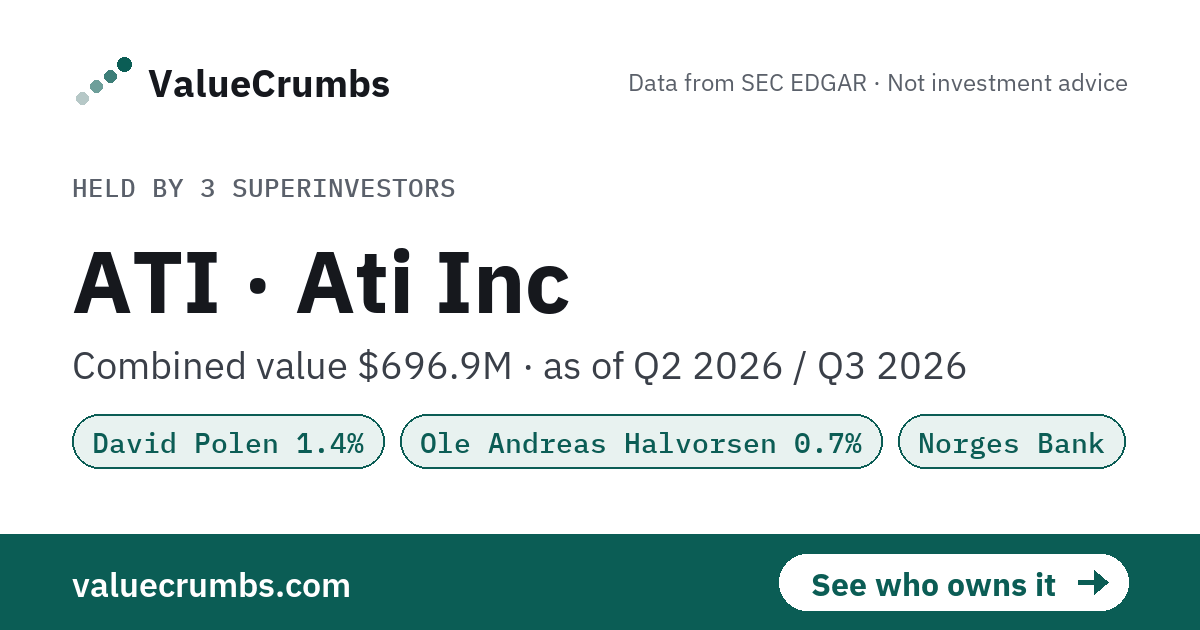 ValueCrumbs
Data from SEC EDGAR · Not investment advice
HELD BY 3 SUPERINVESTORS
ATI · Ati Inc
Combined value $696.9M · as of Q2 2026 / Q3 2026
David Polen 1.4% Ole Andreas Halvorsen 0.7% Norges Bank
valuecrumbs.com
See who owns it →